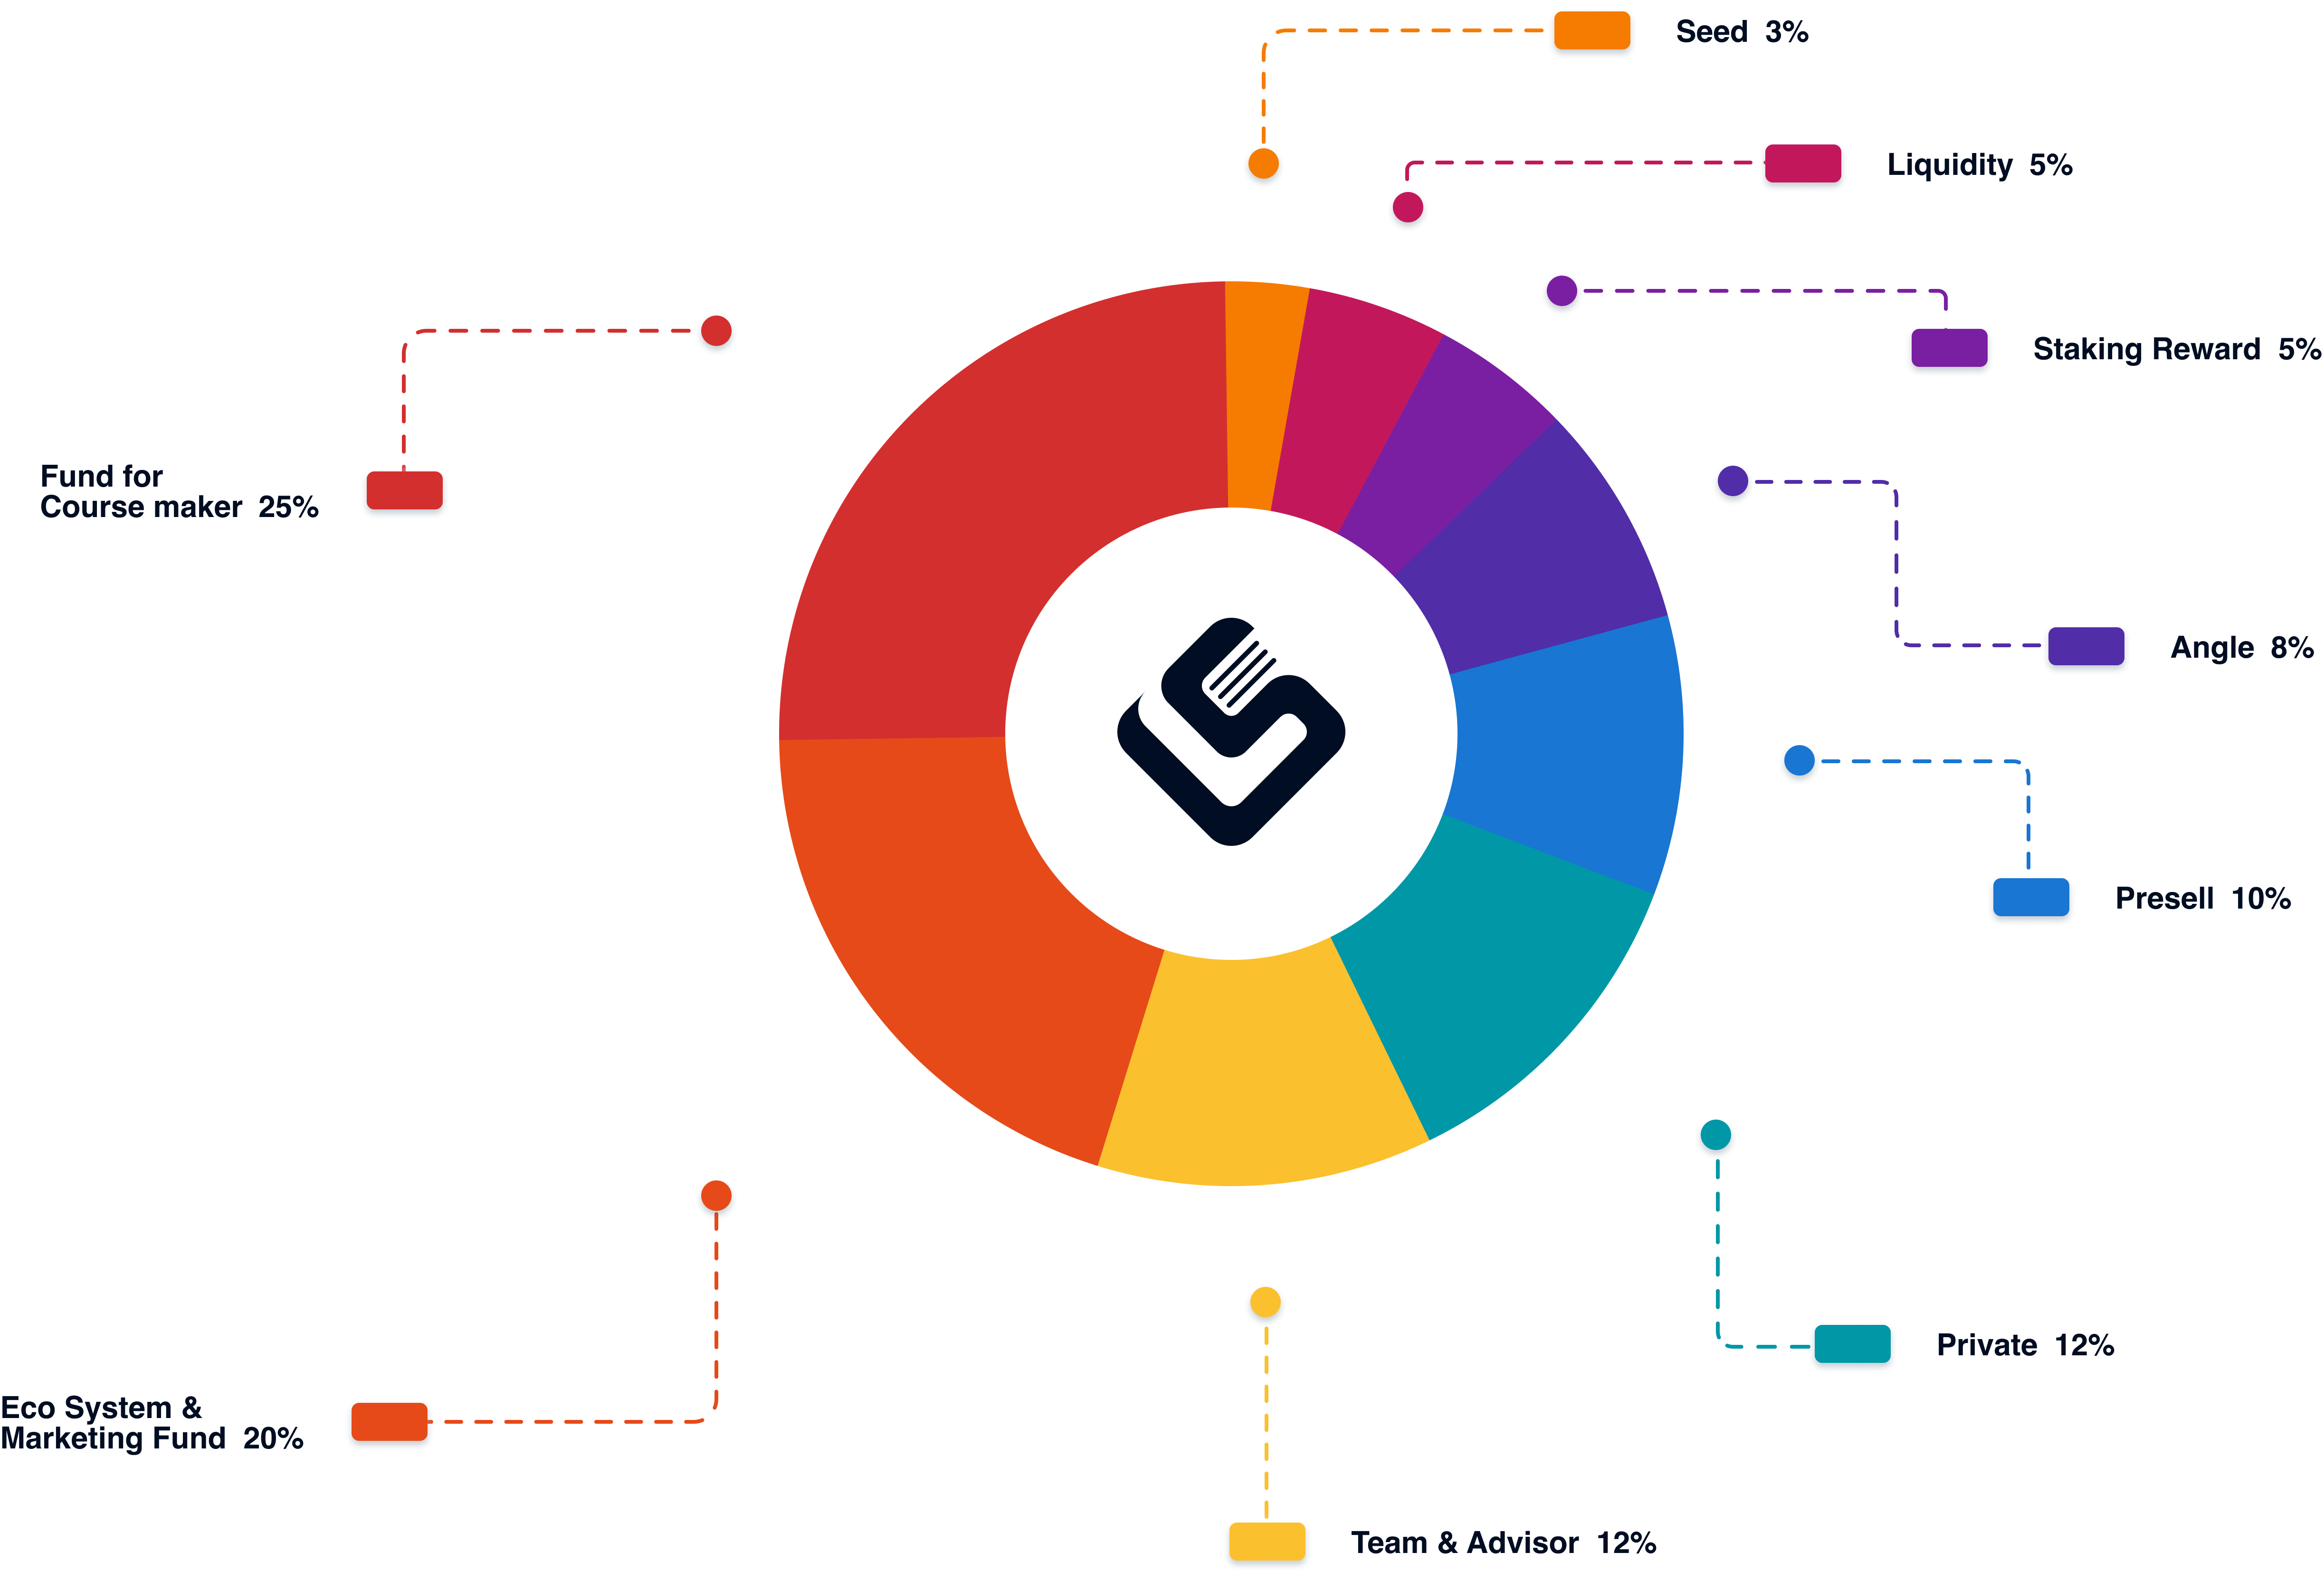 Seed 3%
Liquidity 5%
Staking Reward 5%
Fund for
Course maker 25%
Angle 8%
Presell 10%
Private 12%
Eco System &
Marketing Fund 20%
Team & Advisor 12%